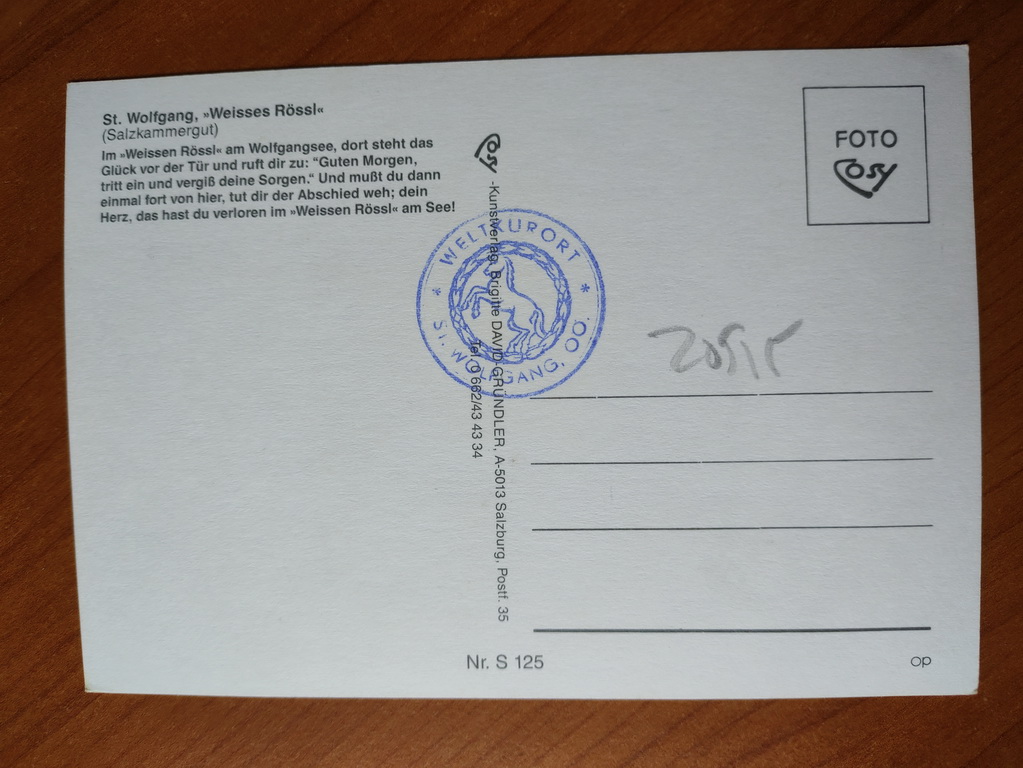 St. Wolfgang, »Weisses Rössl«
(Salzkammergut)
Im »Weissen Rössl« am Wolfgangsee, dort steht das
Glück vor der Tür und ruft dir zu: “Guten Morgen,
tritt ein und vergiß deine Sorgen.“ Und mußt du dann
einmal fort von hier, tut dir der Abschied weh; dein
Herz, das hast du verloren im »Weissen Rössl« am See!
Cosy -Kunstverlag, Brigitte DAVID-GRÜNDLER, A-5013 Salzburg, Postf. 35
Tel. 0 662/43 43 34
* WELTKURORT *
ST. WOLFGANG, OÖ.
FOTO
Cosy
Nr. S 125
op